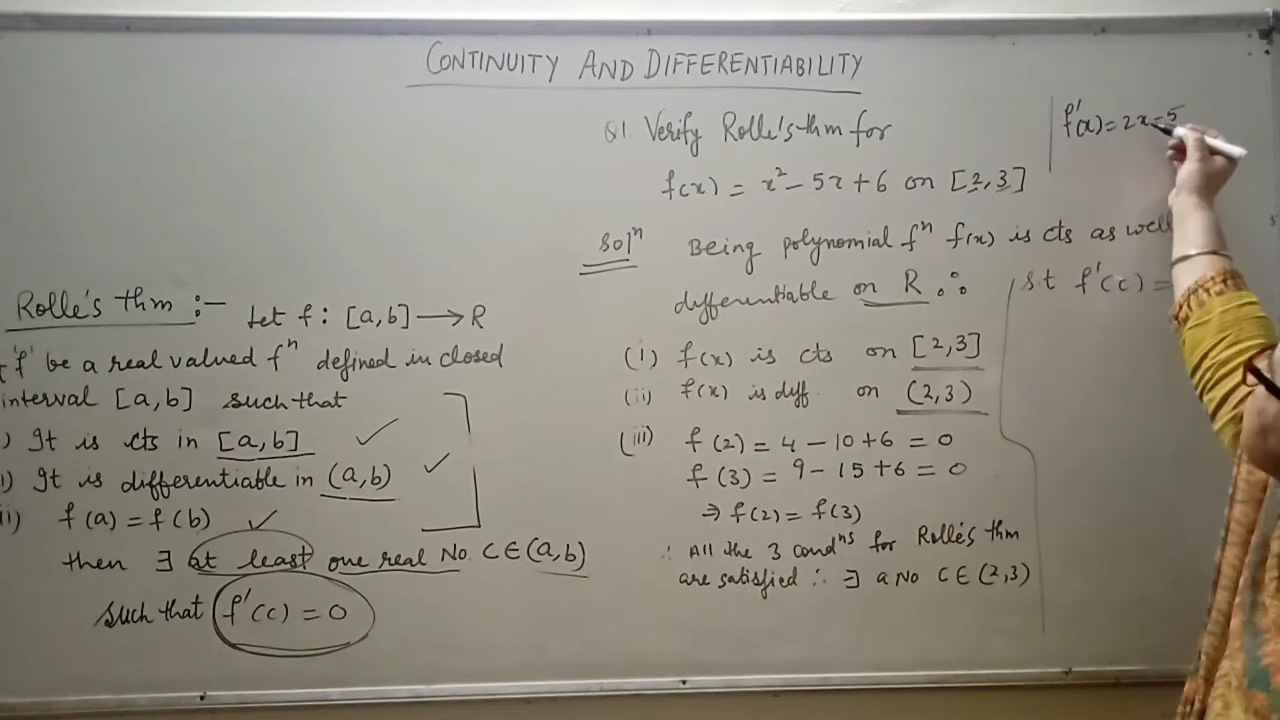 CONTINUITY AND DIFFERENTIABILITY
Q1. Verify Rolle's thm for
f(x) = x² - 5x + 6 on [2,3]
Solⁿ Being polynomial fⁿ f(x) is cts as well
differentiable on R ∴
(i) f(x) is cts on [2,3]
(ii) f(x) is diff on (2,3)
(iii) f(2) = 4 - 10 + 6 = 0
f(3) = 9 - 15 + 6 = 0
⇒ f(2) = f(3)
∴ All the 3 condⁿˢ for Rolle's thm
are satisfied ∴ ∃ a No C ∈ (2,3)
f'(x) = 2x - 5
s.t f'(c) =
Rolle's thm :- Let f : [a,b] → R
'f' be a real valued fⁿ defined in closed
interval [a,b] such that
) It is cts in [a,b] ✓
i) It is differentiable in (a,b) ✓
ii) f(a) = f(b) ✓
then ∃ at least one real No. C ∈ (a,b)
such that f'(c) = 0